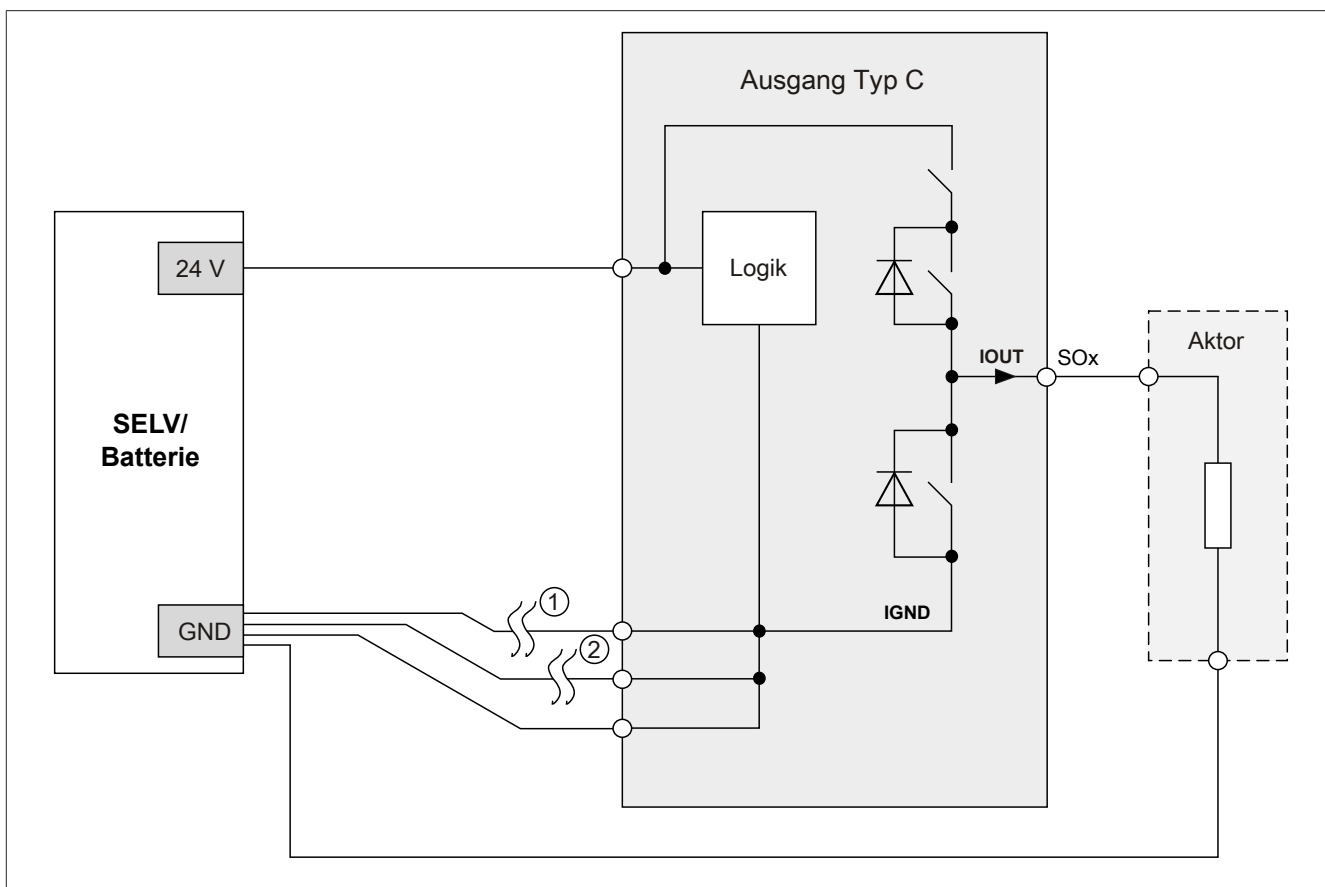 Ausgang Typ C
24 V
Logik
SELV/
Batterie
IOUT
SOx
Aktor
GND
1
2
IGND